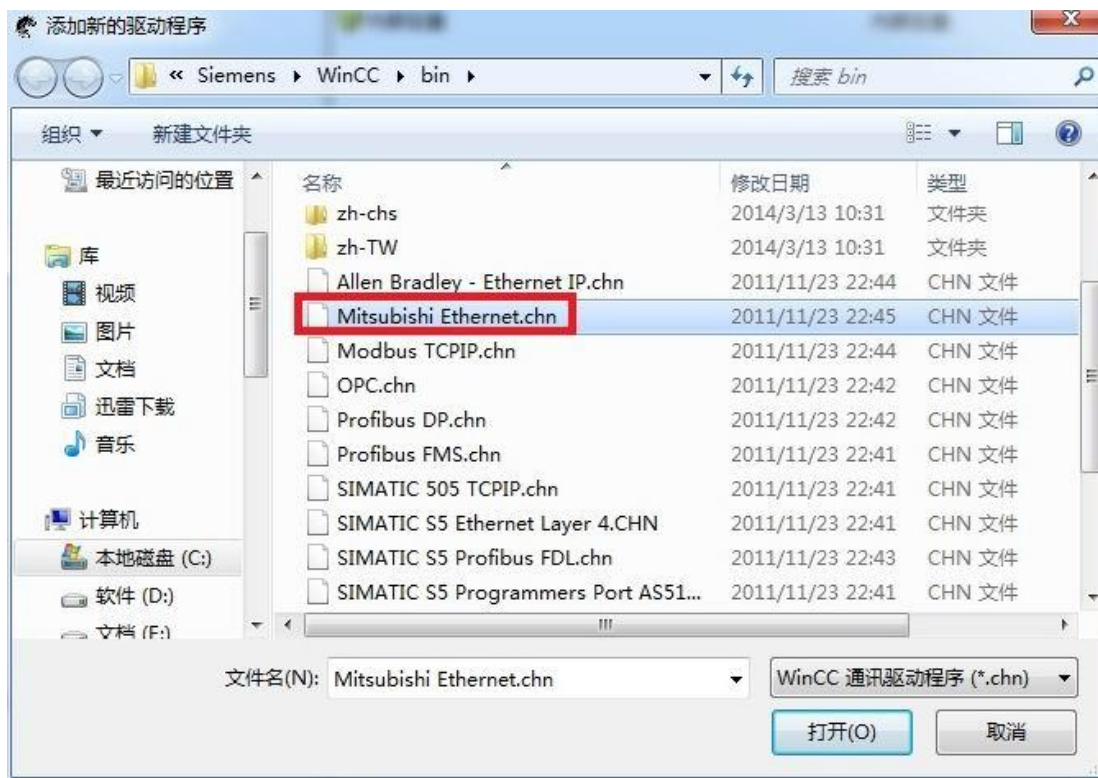 添加新的驱动程序
« Siemens ▸ WinCC ▸ bin ▸
搜索 bin
组织 ▾ 新建文件夹
最近访问的位置
库
视频
图片
文档
迅雷下载
音乐
计算机
本地磁盘 (C:)
软件 (D:)
文档 (E:)
名称 修改日期 类型
zh-chs 2014/3/13 10:31 文件夹
zh-TW 2014/3/13 10:31 文件夹
Allen Bradley - Ethernet IP.chn 2011/11/23 22:44 CHN 文件
Mitsubishi Ethernet.chn 2011/11/23 22:45 CHN 文件
Modbus TCPIP.chn 2011/11/23 22:44 CHN 文件
OPC.chn 2011/11/23 22:42 CHN 文件
Profibus DP.chn 2011/11/23 22:42 CHN 文件
Profibus FMS.chn 2011/11/23 22:41 CHN 文件
SIMATIC 505 TCPIP.chn 2011/11/23 22:41 CHN 文件
SIMATIC S5 Ethernet Layer 4.CHN 2011/11/23 22:41 CHN 文件
SIMATIC S5 Profibus FDL.chn 2011/11/23 22:43 CHN 文件
SIMATIC S5 Programmers Port AS51... 2011/11/23 22:41 CHN 文件
文件名(N): Mitsubishi Ethernet.chn WinCC 通讯驱动程序 (*.chn)
打开(O) 取消